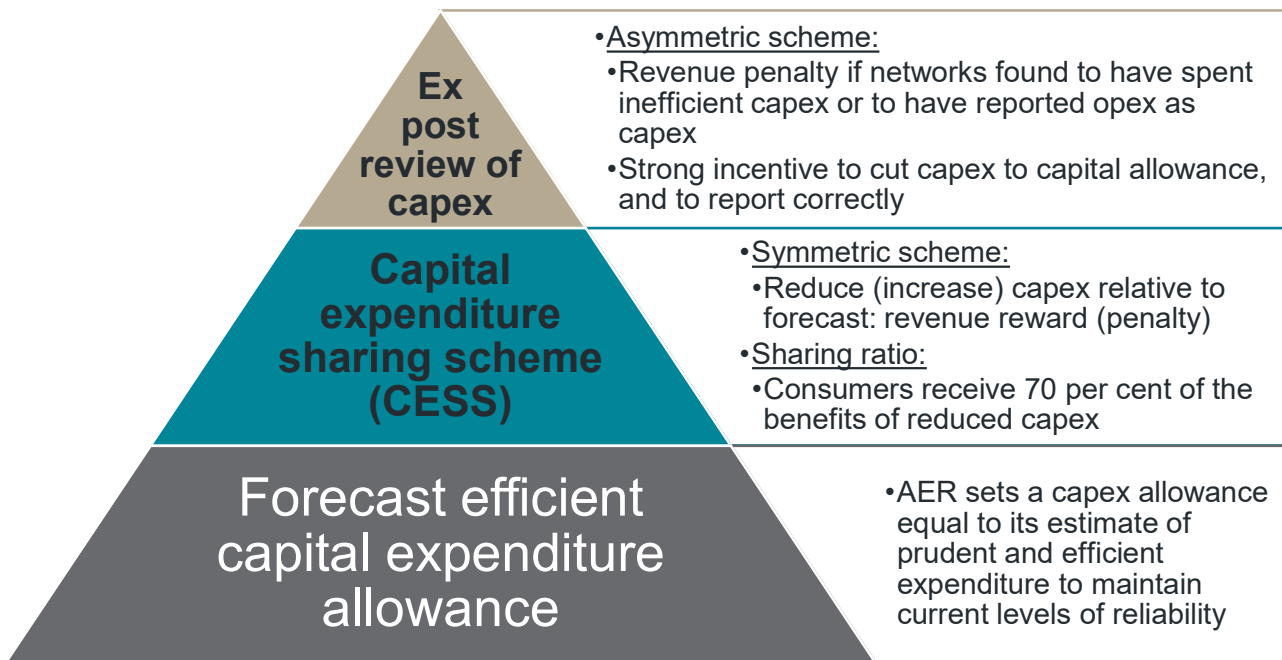 Ex
post
review of
capex
•Asymmetric scheme:
•Revenue penalty if networks found to have spent
inefficient capex or to have reported opex as
capex
•Strong incentive to cut capex to capital allowance,
and to report correctly
Capital
expenditure
sharing scheme
(CESS)
•Symmetric scheme:
•Reduce (increase) capex relative to
forecast: revenue reward (penalty)
•Sharing ratio:
•Consumers receive 70 per cent of the
benefits of reduced capex
Forecast efficient
capital expenditure
allowance
•AER sets a capex allowance
equal to its estimate of
prudent and efficient
expenditure to maintain
current levels of reliability